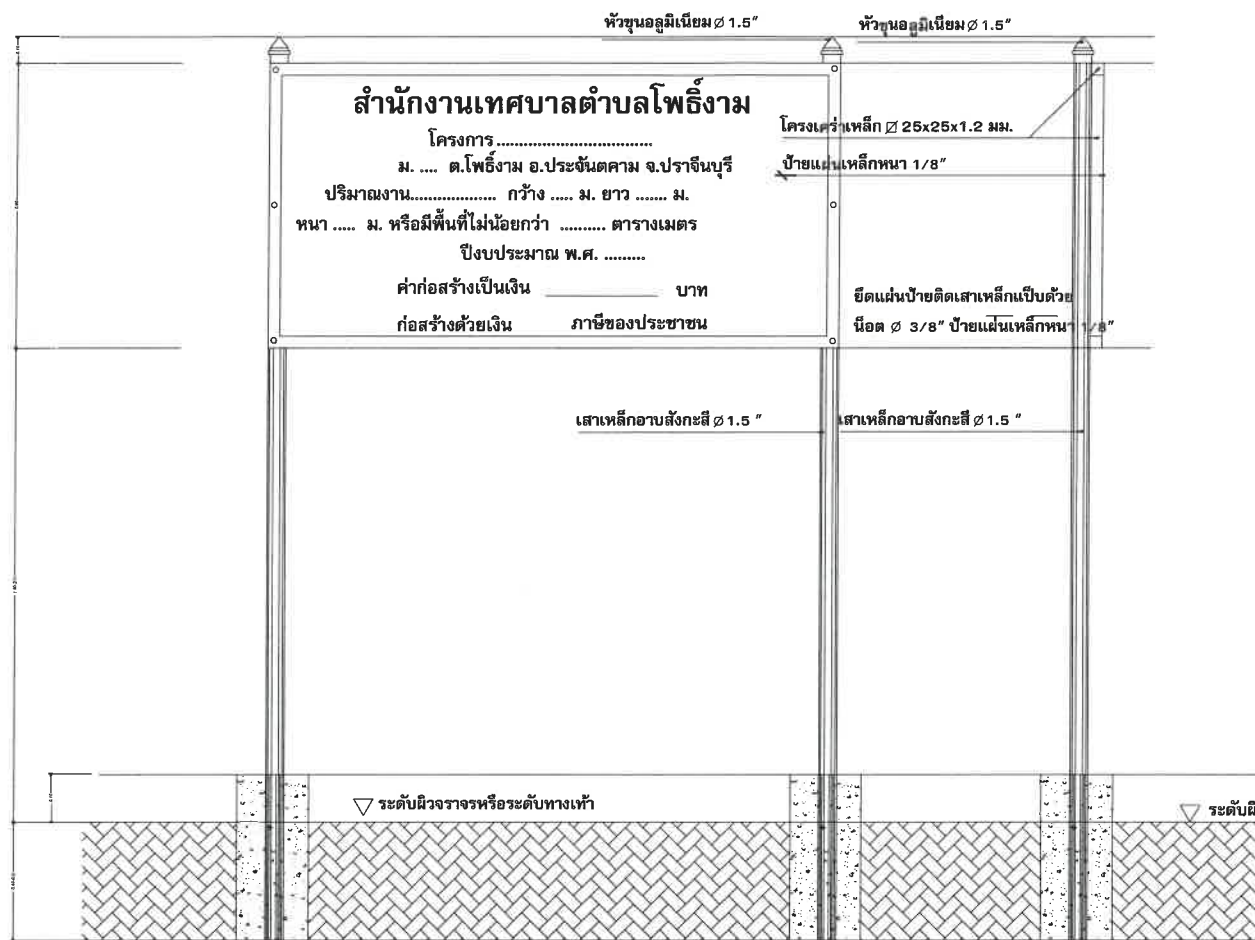 หัวขุนอลูมิเนียม Ø 1.5"
หัวขุนอลูมิเนียม Ø 1.5"
สำนักงานเทศบาลตำบลโพธิ์งาม
โครงการ................................
ม. .... ต.โพธิ์งาม อ.ประจันตคาม จ.ปราจีนบุรี
ปริมาณงาน.................. กว้าง ..... ม. ยาว ....... ม.
หนา ..... ม. หรือมีพื้นที่ไม่น้อยกว่า .......... ตารางเมตร
ปีงบประมาณ พ.ศ. .........
ค่าก่อสร้างเป็นเงิน ____________ บาท
ก่อสร้างด้วยเงิน ภาษีของประชาชน
โครงเคร่าเหล็ก 25x25x1.2 มม.
ป้ายแผ่นเหล็กหนา 1/8"
ยึดแผ่นป้ายติดเสาเหล็กแป๊บด้วย
น็อต Ø 3/8" ป้ายแผ่นเหล็กหนา 1/8"
เสาเหล็กอาบสังกะสี Ø 1.5 "
เสาเหล็กอาบสังกะสี Ø 1.5 "
ระดับผิวจราจรหรือระดับทางเท้า
ระดับผิ